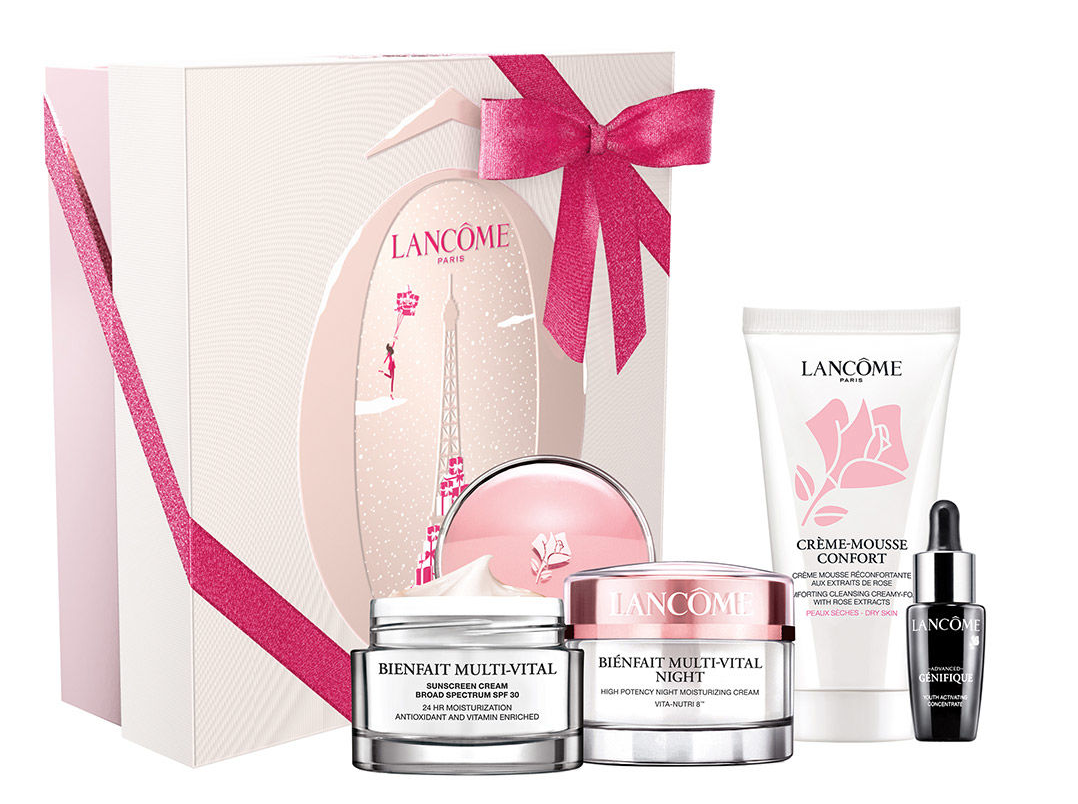 LANCÔME
PARIS
BIENFAIT MULTI-VITAL
SUNSCREEN CREAM
BROAD SPECTRUM SPF 30
24 HR MOISTURIZATION
ANTIOXIDANT AND VITAMIN ENRICHED
LANCÔME
BIÉNFAIT MULTI-VITAL
NIGHT
HIGH POTENCY NIGHT MOISTURIZING CREAM
VITA-NUTRI 8™
LANCÔME
PARIS
CRÈME-MOUSSE
CONFORT
CRÈME MOUSSE RÉCONFORTANTE
AUX EXTRAITS DE ROSE
CLEANSING CREAMY-
WITH ROSE EXTRACTS
PEAUX SÈCHES - DRY SKIN
LANCÔME
ADVANCED
GÉNIFIQUE
YOUTH ACTIVATING
CONCENTRATE